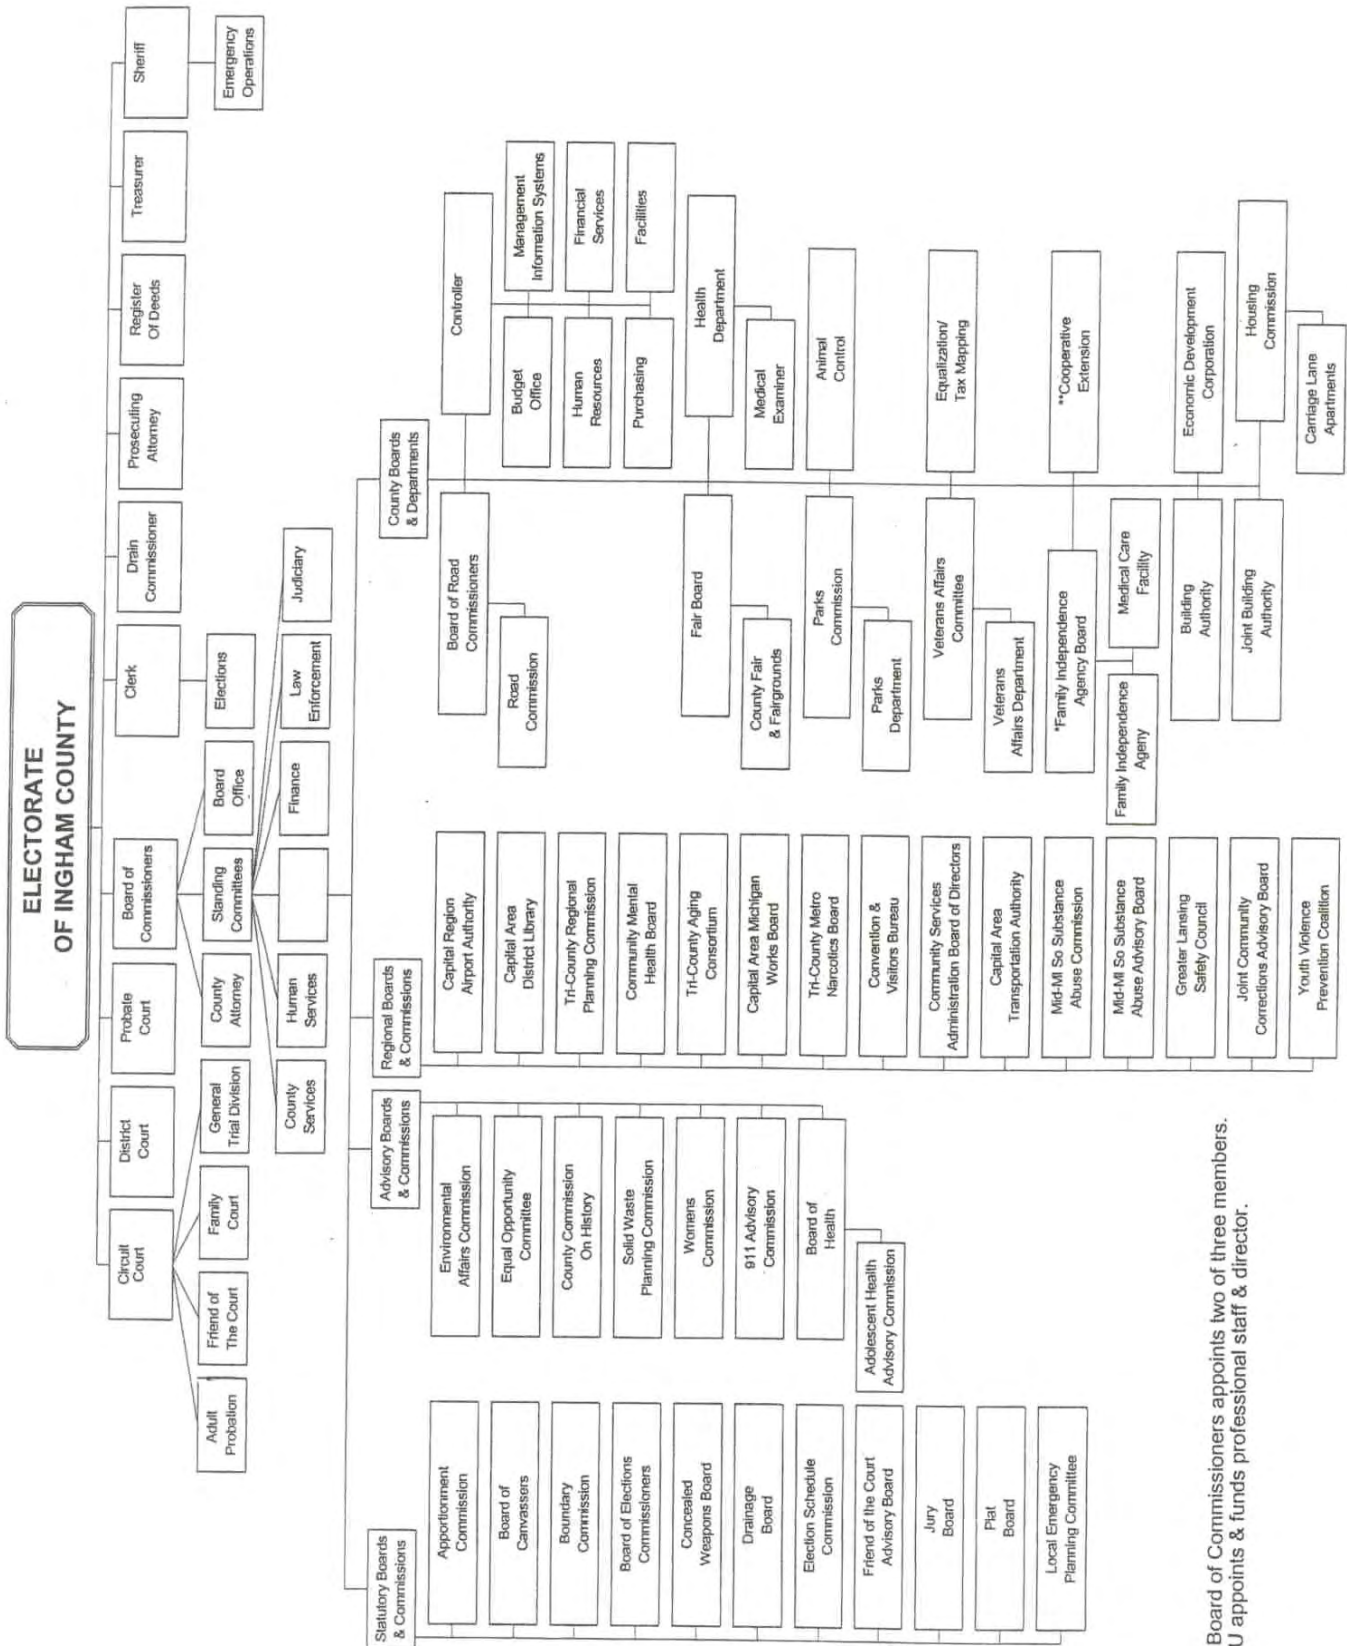 ELECTORATE
OF INGHAM COUNTY
Circuit
Court
District
Court
Probate
Court
Board of
Commissioners
Clerk
Drain
Commissioner
Prosecuting
Attorney
Register
Of Deeds
Treasurer
Sheriff
Adult
Probation
Friend of
The Court
Family
Court
General
Trial Division
County
Attorney
Standing
Committees
Board
Office
Elections
Emergency
Operations
County
Services
Human
Services
Finance
Law
Enforcement
Judiciary
Statutory Boards
& Commissions
Advisory Boards
& Commissions
Regional Boards
& Commissions
County Boards
& Departments
Apportionment
Commission
Board of
Canvassers
Boundary
Commission
Board of Elections
Commissioners
Concealed
Weapons Board
Drainage
Board
Election Schedule
Commission
Friend of the Court
Advisory Board
Jury
Board
Plat
Board
Local Emergency
Planning Committee
Environmental
Affairs Commission
Equal Opportunity
Committee
County Commission
On History
Solid Waste
Planning Commission
Womens
Commission
911 Advisory
Commission
Board of
Health
Adolescent Health
Advisory Commission
Capital Region
Airport Authority
Capital Area
District Library
Tri-County Regional
Planning Commission
Community Mental
Health Board
Tri-County Aging
Consortium
Capital Area Michigan
Works Board
Tri-County Metro
Narcotics Board
Convention &
Visitors Bureau
Community Services
Administration Board of Directors
Capital Area
Transportation Authority
Mid-MI So Substance
Abuse Commission
Mid-MI So Substance
Abuse Advisory Board
Greater Lansing
Safety Council
Joint Community
Corrections Advisory Board
Youth Violence
Prevention Coalition
Board of Road
Commissioners
Road
Commission
Fair Board
County Fair
& Fairgrounds
Parks
Commission
Parks
Department
Veterans Affairs
Committee
Veterans
Affairs Department
*Family Independence
Agency Board
Family Independence
Ageny
Medical Care
Facility
Building
Authority
Joint Building
Authority
Controller
Budget
Office
Management
Information Systems
Human
Resources
Financial
Services
Purchasing
Facilities
Health
Department
Medical
Examiner
Animal
Control
Equalization/
Tax Mapping
**Cooperative
Extension
Economic Development
Corporation
Housing
Commission
Carriage Lane
Apartments
Board of Commissioners appoints two of three members.
U appoints & funds professional staff & director.